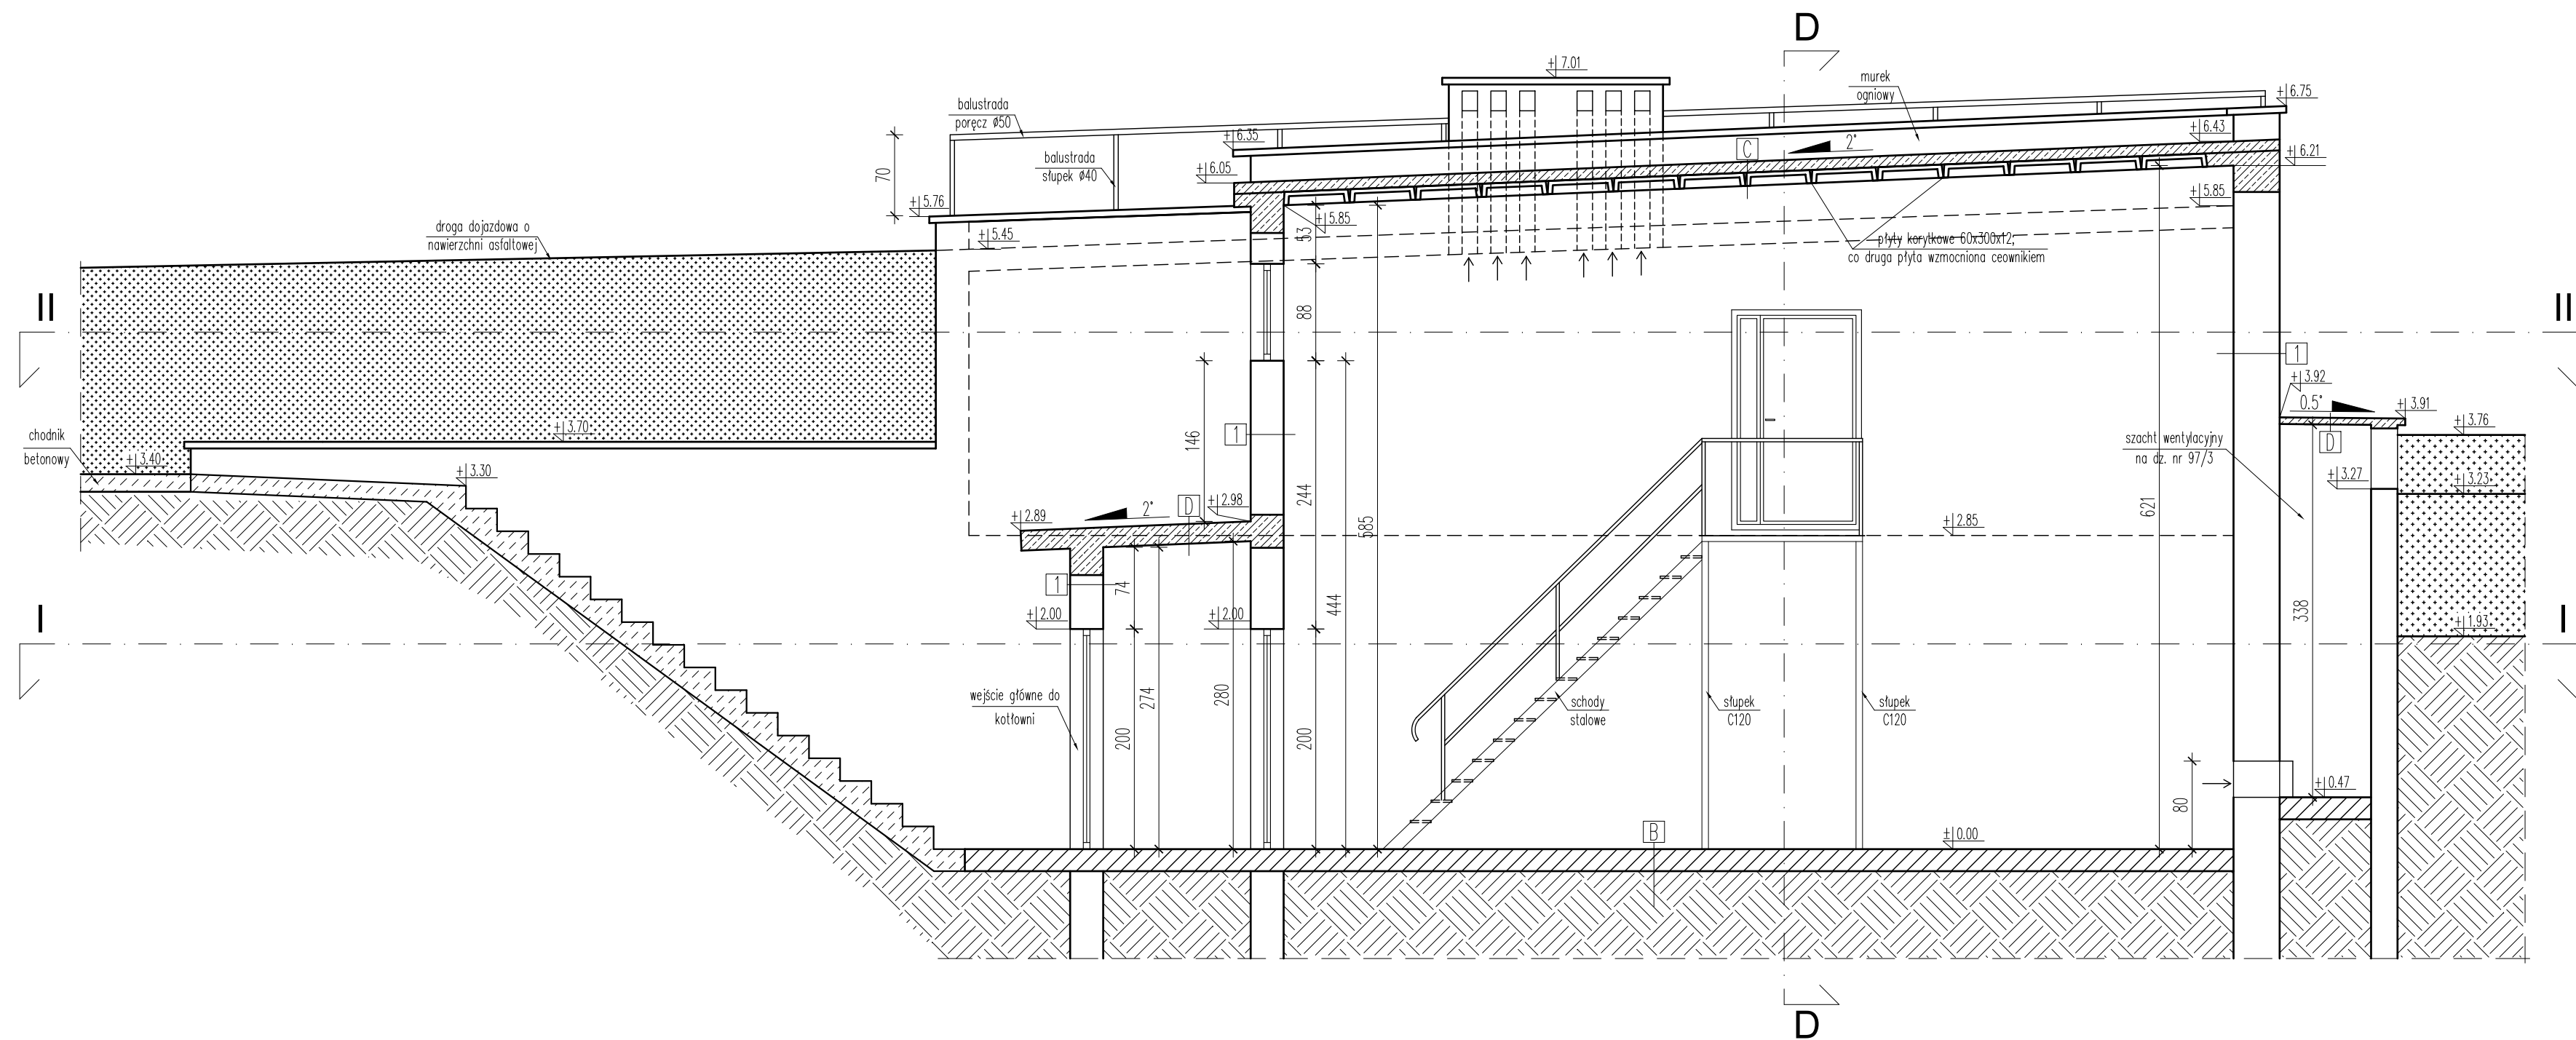 D
+7.01
murek
ogniowy
+6.75
balustrada
poręcz Ø50
+6.35
+6.43
C
2°
balustrada
słupek Ø40
70
+6.05
+6.21
+5.76
+5.85
+5.85
droga dojazdowa o
nawierzchni asfaltowej
+5.45
53
płyty korytkowe 60x300x12,
co druga płyta wzmocniona ceownikiem
II
II
88
1
+3.92
0.5°
+3.91
+3.76
chodnik
betonowy
+3.70
1
146
szacht wentylacyjny
na dz. nr 97/3
D
+3.40
+3.30
+3.27
+3.23
2°
D
+2.98
244
+2.89
585
621
+2.85
1
74
444
338
+2.00
+2.00
I
+1.93
I
wejście główne do
kotłowni
274
280
200
200
schody
stalowe
słupek
C120
słupek
C120
+0.47
80
B
±0.00
D